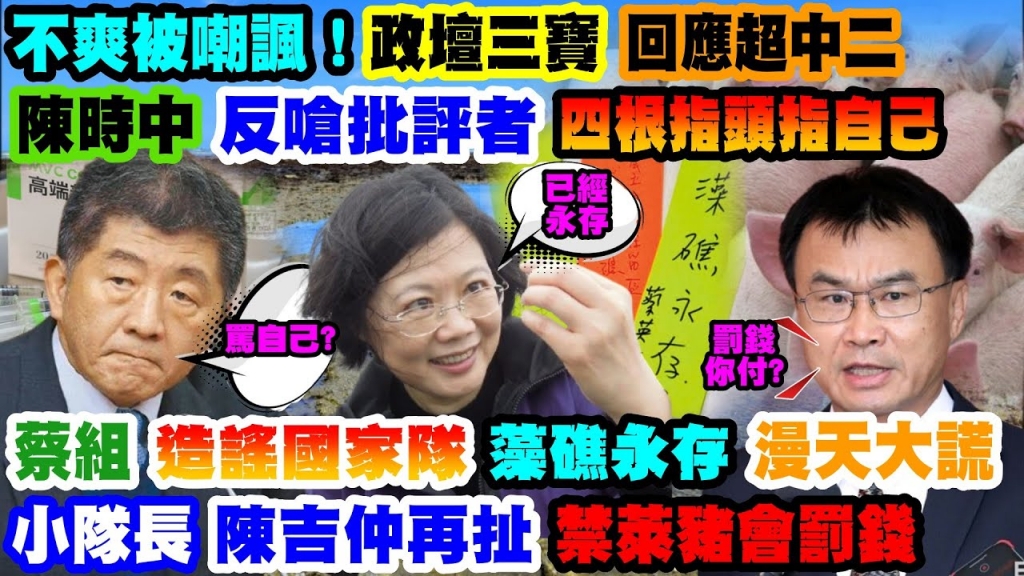 不爽被嘲諷！政壇三寶 回應超中二
陳時中 反嗆批評者 四根指頭指自己
高端
已經
永存
藻礁永存
罵自己?
罰錢
你付?
蔡組 造謠國家隊 藻礁永存 漫天大謊
小隊長 陳吉仲再扯 禁萊豬會罰錢